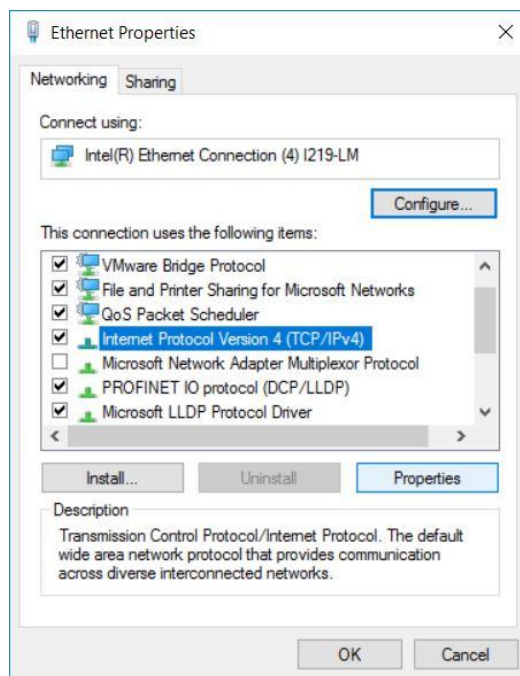 Ethernet Properties
Networking
Sharing
Connect using:
Intel(R) Ethernet Connection (4) I219-LM
Configure...
This connection uses the following items:
VMware Bridge Protocol
File and Printer Sharing for Microsoft Networks
QoS Packet Scheduler
Internet Protocol Version 4 (TCP/IPv4)
Microsoft Network Adapter Multiplexor Protocol
PROFINET IO protocol (DCP/LLDP)
Microsoft LLDP Protocol Driver
Install...
Uninstall
Properties
Description
Transmission Control Protocol/Internet Protocol. The default
wide area network protocol that provides communication
across diverse interconnected networks.
OK
Cancel